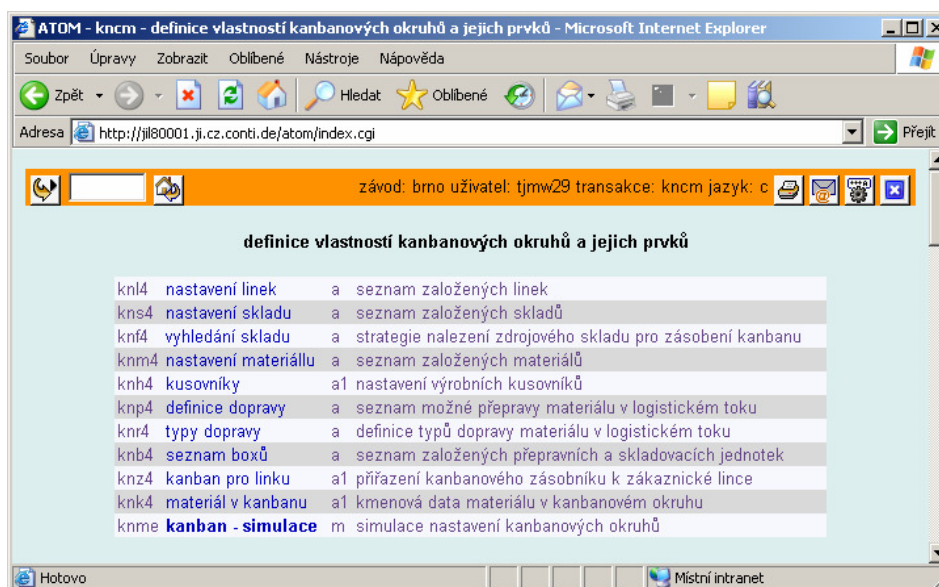 ATOM - kncm - definice vlastností kanbanových okruhů a jejich prvků - Microsoft Internet Explorer
Soubor Úpravy Zobrazit Oblíbené Nástroje Nápověda
Zpět Hledat Oblíbené
Adresa http://jil80001.ji.cz.conti.de/atom/index.cgi Přejít
závod: brno uživatel: tjmw29 transakce: kncm jazyk: c
definice vlastností kanbanových okruhů a jejich prvků
knl4 nastavení linek a seznam založených linek
kns4 nastavení skladu a seznam založených skladů
knf4 vyhledání skladu a strategie nalezení zdrojového skladu pro zásobení kanbanu
knm4 nastavení materiállu a seznam založených materiálů
knh4 kusovníky a1 nastavení výrobních kusovníků
knp4 definice dopravy a seznam možné přepravy materiálu v logistickém toku
knr4 typy dopravy a definice typů dopravy materiálu v logistickém toku
knb4 seznam boxů a seznam založených přepravních a skladovacích jednotek
knz4 kanban pro linku a1 přiřazení kanbanového zásobníku k zákaznické lince
knk4 materiál v kanbanu a1 kmenová data materiálu v kanbanovém okruhu
knme kanban - simulace m simulace nastavení kanbanových okruhů
Hotovo Místní intranet